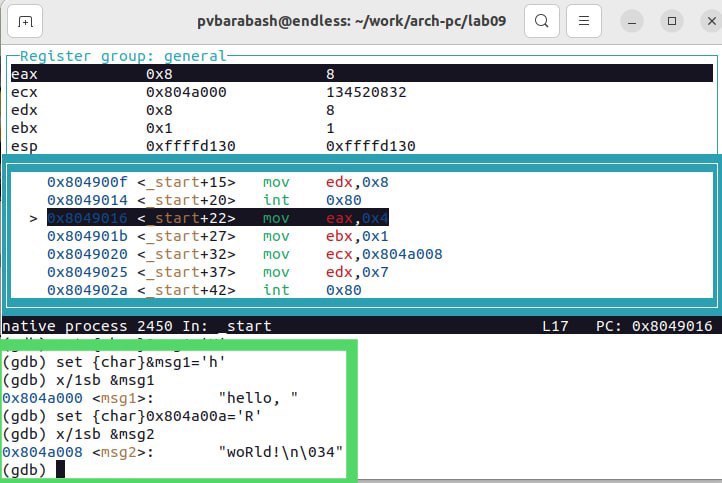 pvbarabash@endless: ~/work/arch-pc/lab09
Register group: general
eax 0x8 8
ecx 0x804a000 134520832
edx 0x8 8
ebx 0x1 1
esp 0xffffd130 0xffffd130
0x804900f <_start+15> mov edx,0x8
0x8049014 <_start+20> int 0x80
> 0x8049016 <_start+22> mov eax,0x4
0x804901b <_start+27> mov ebx,0x1
0x8049020 <_start+32> mov ecx,0x804a008
0x8049025 <_start+37> mov edx,0x7
0x804902a <_start+42> int 0x80
native process 2450 In: _start L17 PC: 0x8049016
(gdb) set {char}&msg1='h'
(gdb) x/1sb &msg1
0x804a000 <msg1>: "hello, "
(gdb) set {char}0x804a00a='R'
(gdb) x/1sb &msg2
0x804a008 <msg2>: "woRld!\n\034"
(gdb)